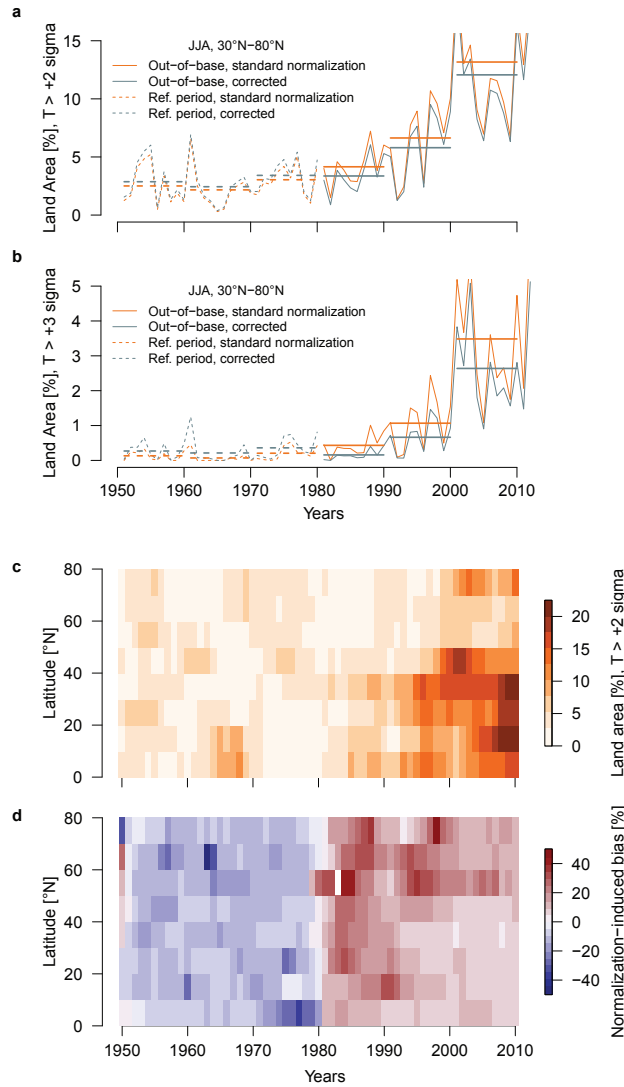 a
JJA, 30°N−80°N
Out−of−base, standard normalization
Out−of−base, corrected
Ref. period, standard normalization
Ref. period, corrected
Land Area [%], T > +2 sigma
15
10
5
0
b
JJA, 30°N−80°N
Out−of−base, standard normalization
Out−of−base, corrected
Ref. period, standard normalization
Ref. period, corrected
Land Area [%], T > +3 sigma
5
4
3
2
1
0
1950 1960 1970 1980 1990 2000 2010
Years
c
Latitude [°N]
80
60
40
20
0
20
15
10
5
0
Land area [%], T > +2 sigma
d
Latitude [°N]
80
60
40
20
0
40
20
0
−20
−40
Normalization−induced bias [%]
1950 1960 1970 1980 1990 2000 2010
Years